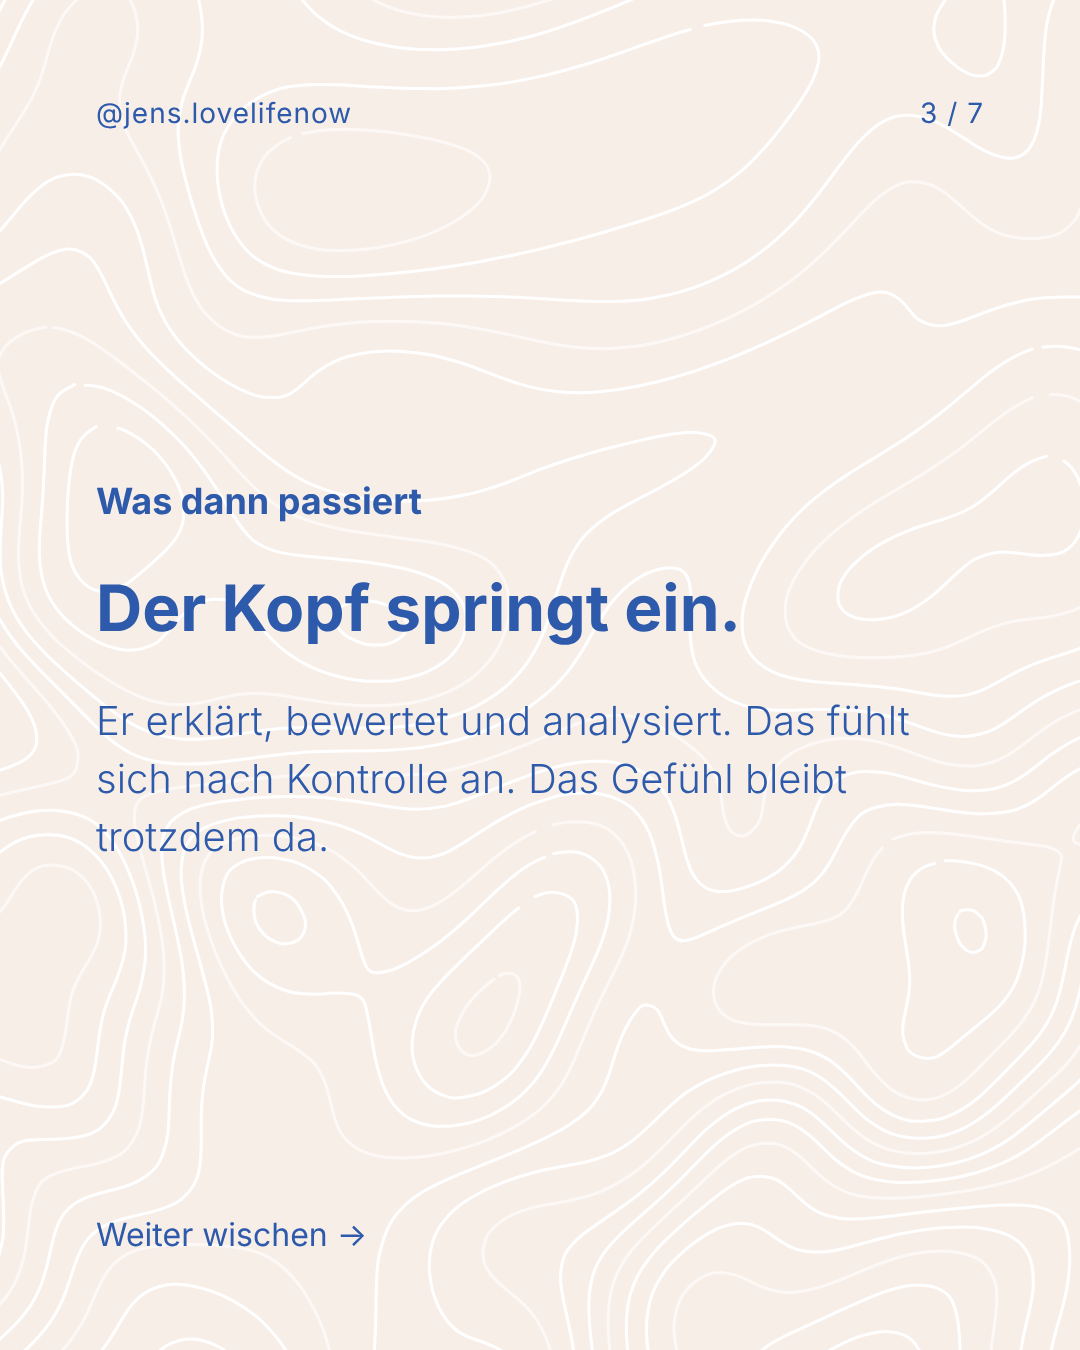 @jens.lovelifenow
3 / 7
Was dann passiert
Der Kopf springt ein.
Er erklärt, bewertet und analysiert. Das fühlt
sich nach Kontrolle an. Das Gefühl bleibt
trotzdem da.
Weiter wischen →